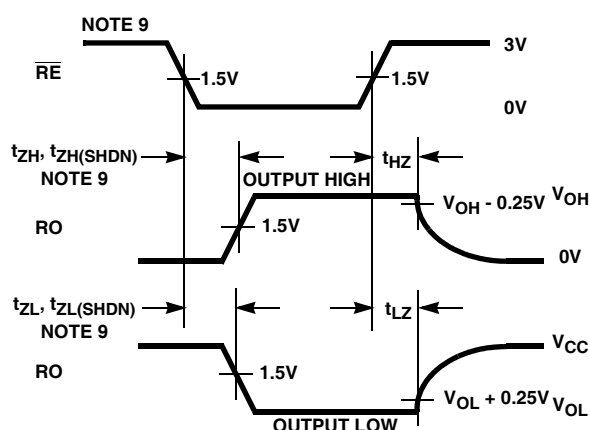 NOTE 9
3V
RE
1.5V
1.5V
0V
tZH, tZH(SHDN)
tHZ
NOTE 9
OUTPUT HIGH
VOH - 0.25V VOH
RO
1.5V
0V
tZL, tZL(SHDN)
tLZ
NOTE 9
VCC
RO
1.5V
VOL + 0.25V VOL
OUTPUT LOW